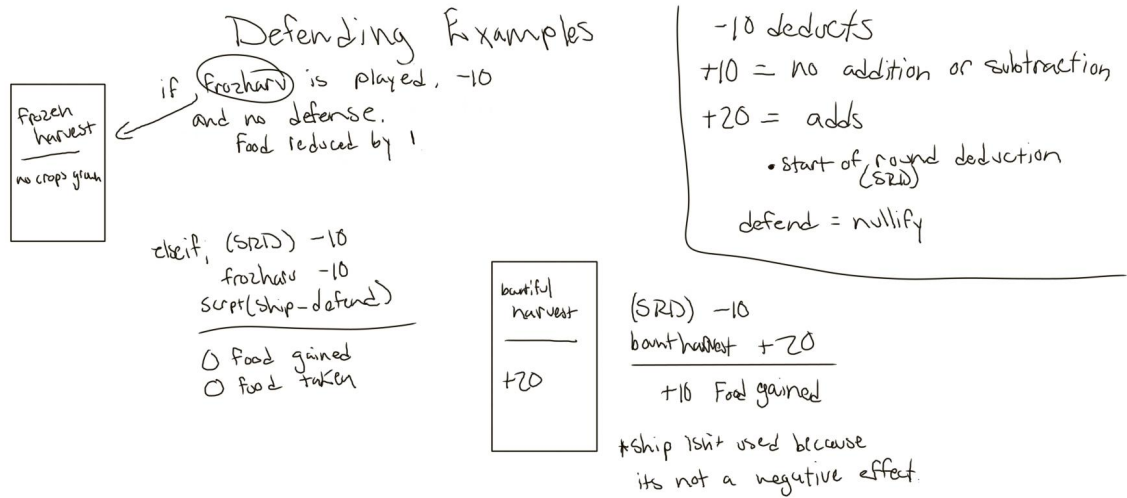 Defending Examples
if frozharv is played, -10
and no defense.
Food reduced by 1
frozen
harvest
no crops grown
elseif, (SRD) -10
frozharv -10
script(ship-defend)
0 food gained
0 food taken
-10 deducts
+10 = no addition or subtraction
+20 = adds
• start of round deduction
(SRD)
defend = nullify
bountiful
harvest
+20
(SRD) -10
bount harvest +20
+10 Food gained
*ship isn't used because
its not a negative effect.